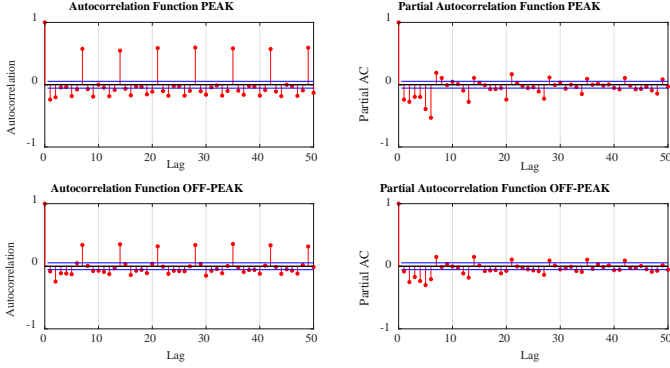 Autocorrelation Function PEAK
Autocorrelation
1
0
-1
0 10 20 30 40 50
Lag
Partial Autocorrelation Function PEAK
Partial AC
1
0
-1
0 10 20 30 40 50
Lag
Autocorrelation Function OFF-PEAK
Autocorrelation
1
0
-1
0 10 20 30 40 50
Lag
Partial Autocorrelation Function OFF-PEAK
Partial AC
1
0
-1
0 10 20 30 40 50
Lag